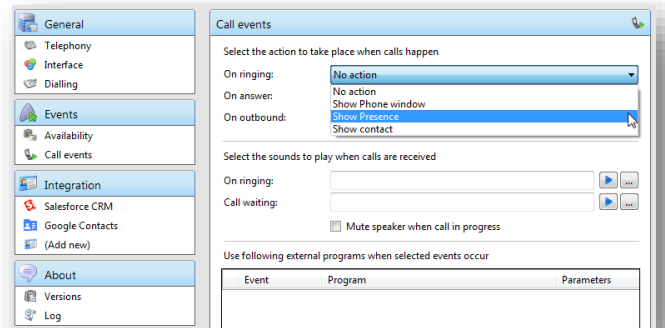 General
Telephony
Interface
Dialling
Events
Availability
Call events
Integration
Salesforce CRM
Google Contacts
(Add new)
About
Versions
Log
Call events
Select the action to take place when calls happen
On ringing: No action
No action
On answer:
Show Phone window
On outbound: Show Presence
Show contact
Select the sounds to play when calls are received
On ringing: ...
Call waiting: ...
Mute speaker when call in progress
Use following external programs when selected events occur
Event Program Parameters